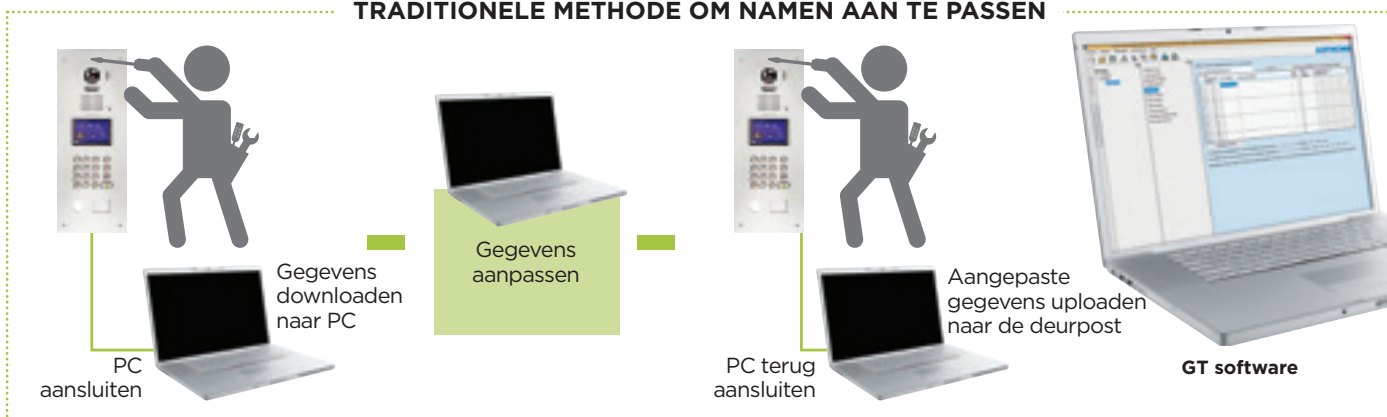 TRADITIONELE METHODE OM NAMEN AAN TE PASSEN
Gegevens
downloaden
naar PC
PC
aansluiten
Gegevens
aanpassen
Aangepaste
gegevens uploaden
naar de deurpost
PC terug
aansluiten
GT software